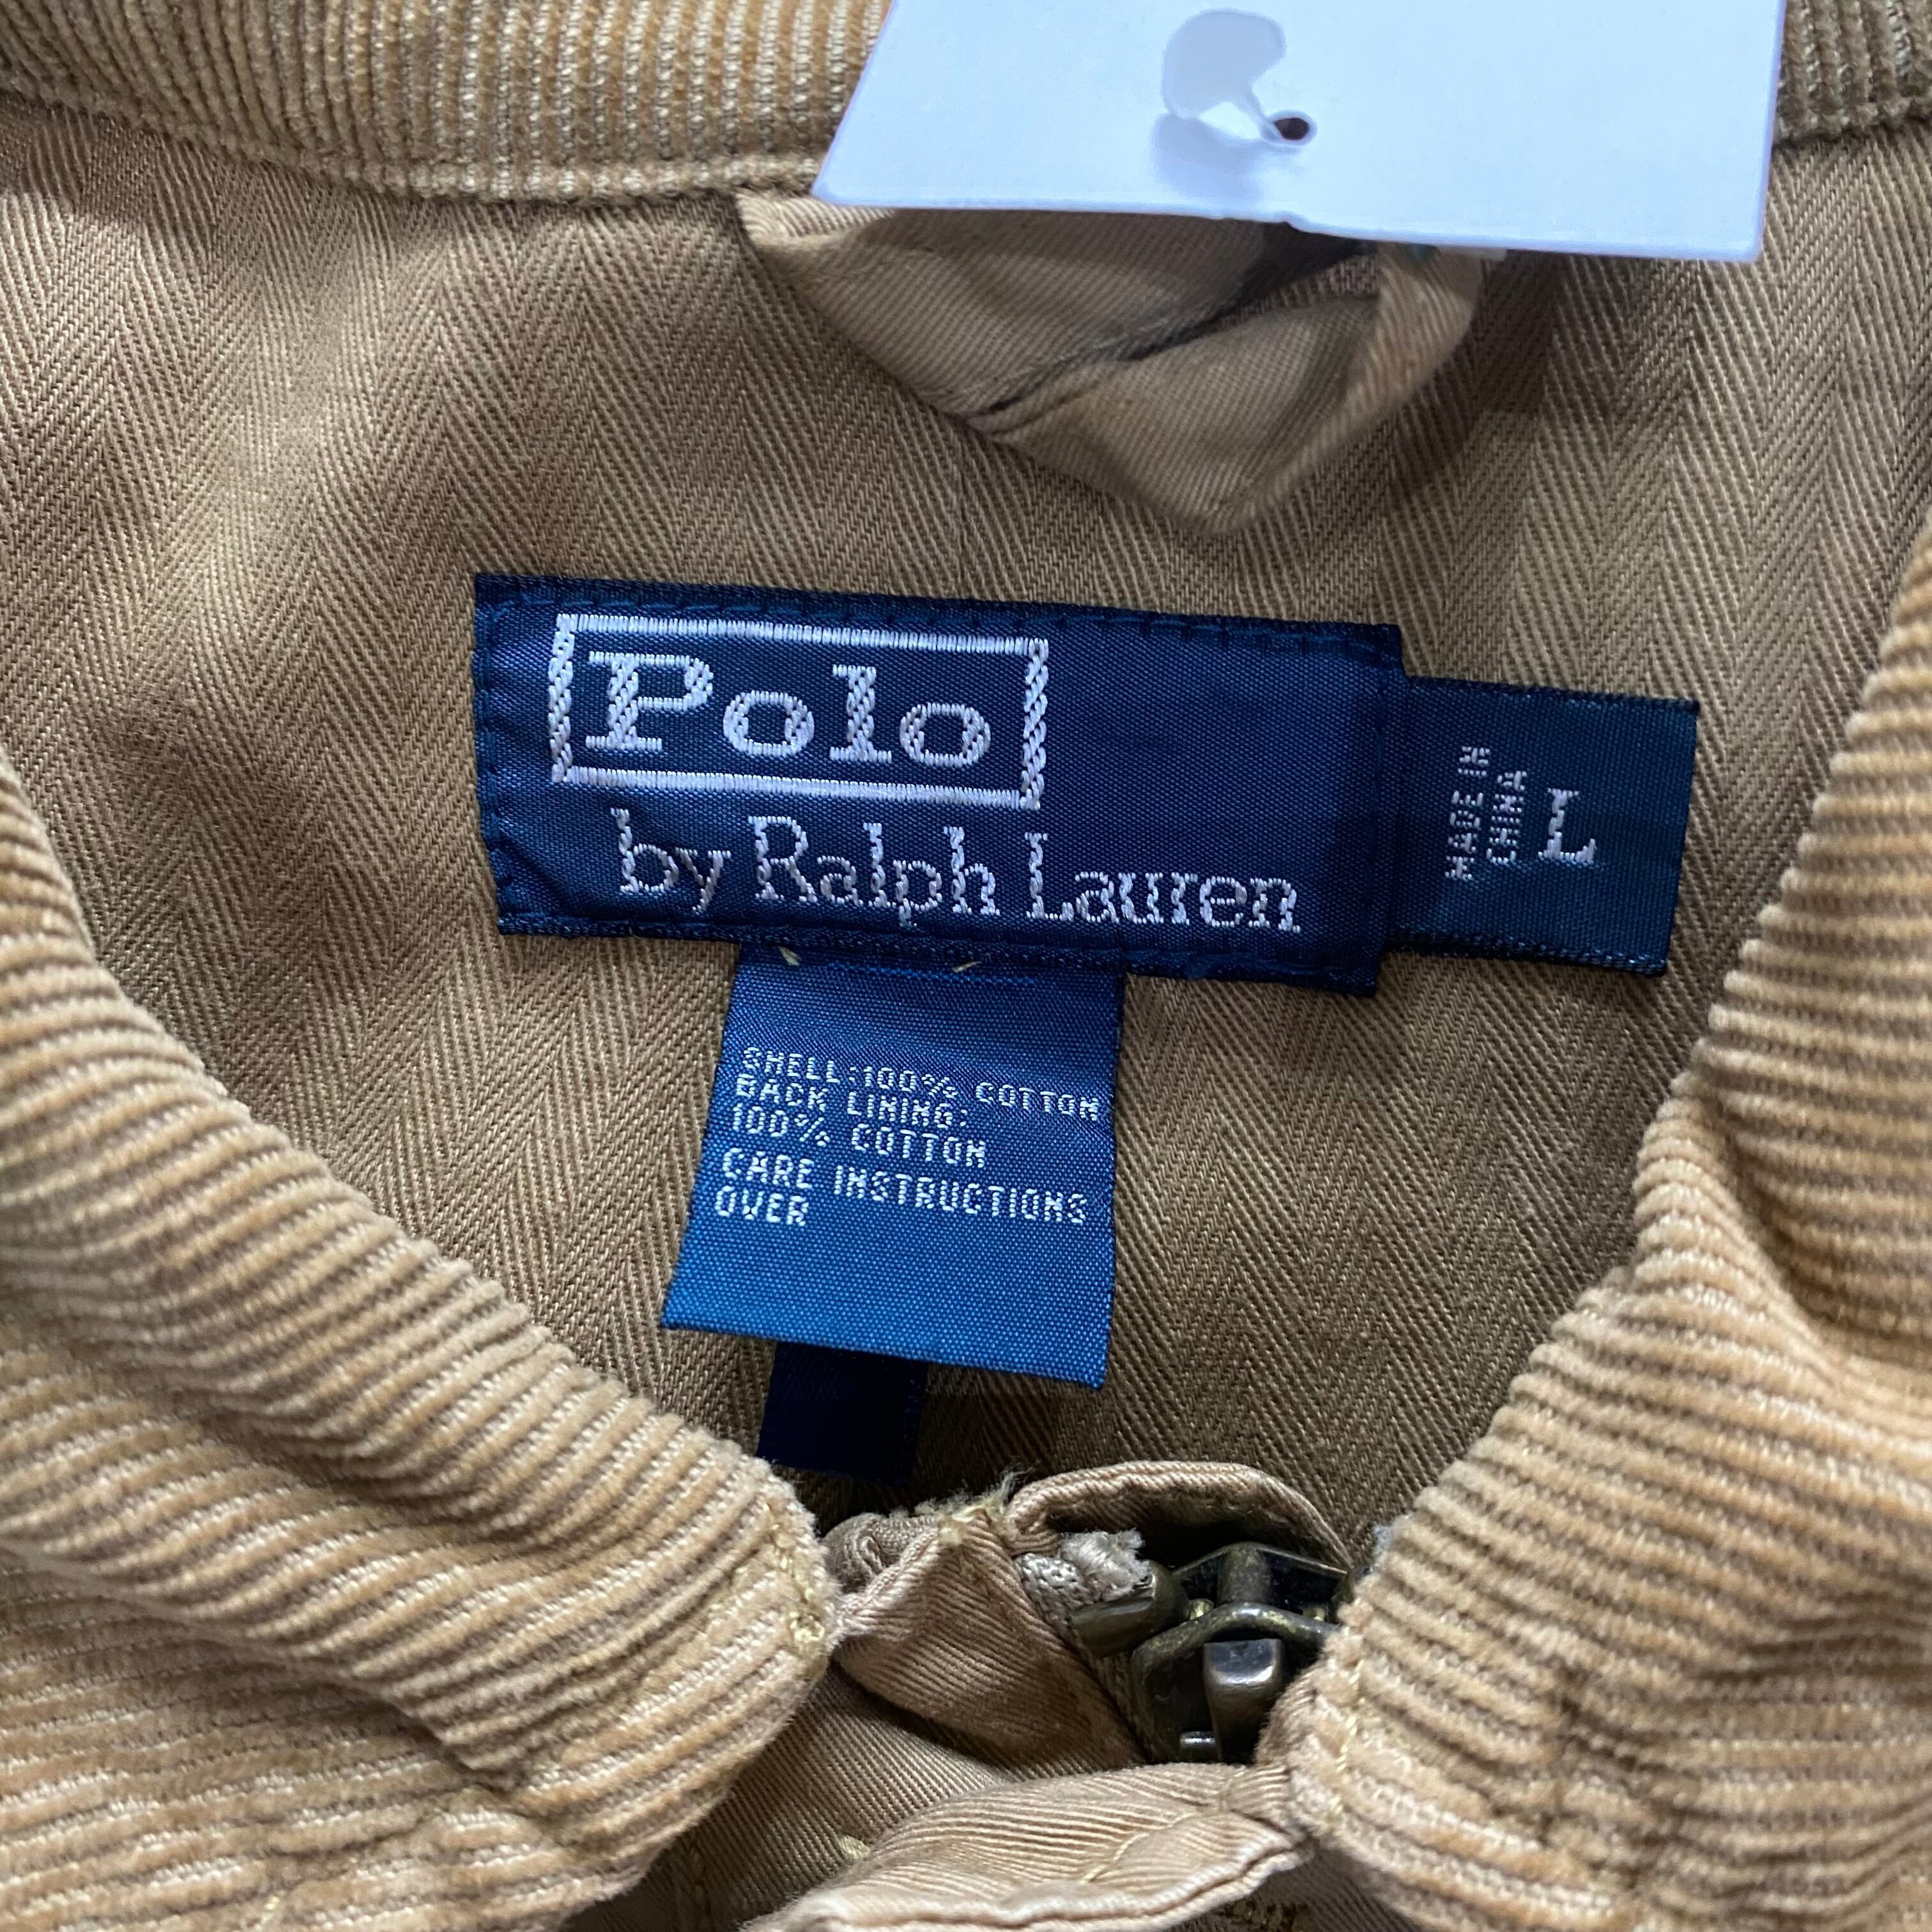 Polo
by Ralph Lauren
MADE IN
CHINA
L
SHELL:100% COTTON
BACK LINING:
100% COTTON
CARE INSTRUCTIONS
OVER